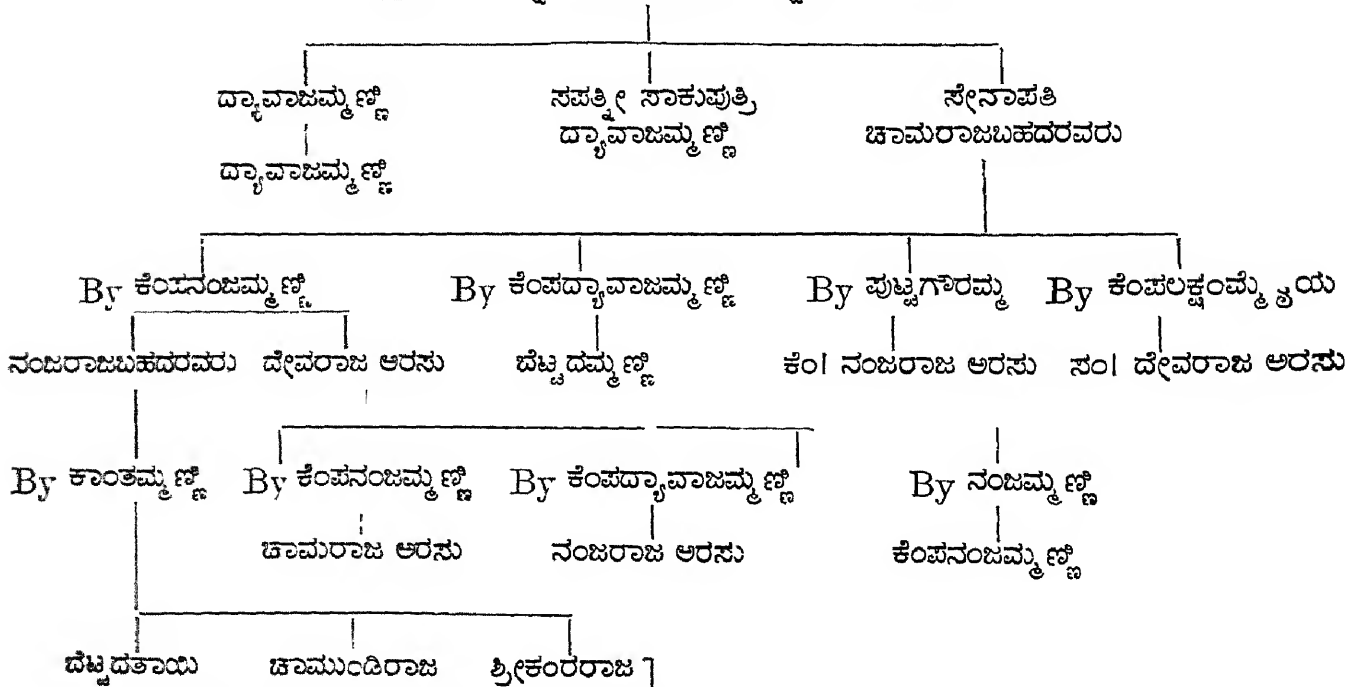 ದ್ಯಾವಾಜಮ್ಮಣ್ಣಿ ಸಪತ್ನೀ ಸಾಕುಪುತ್ರಿ ಸೇನಾಪತಿ
ದ್ಯಾವಾಜಮ್ಮಣ್ಣಿ ಚಾಮರಾಜಬಹದರವರು
ದ್ಯಾವಾಜಮ್ಮಣ್ಣಿ
By ಕೆಂಪನಂಜಮ್ಮಣ್ಣಿ By ಕೆಂಪದ್ಯಾವಾಜಮ್ಮಣ್ಣಿ By ಪುಟ್ಟಗೌರಮ್ಮ By
ನಂಜರಾಜಬಹದರವರು ದೇವರಾಜ ಅರಸು ಬೆಟ್ಟದಮ್ಮಣ್ಣಿ ಕೆಂ| ನಂಜರಾಜ ಅರಸು ಸಂ| ದೇವರಾಜ ಅರಸು
By ಕಾಂತಮ್ಮಣ್ಣಿ By ಕೆಂಪನಂಜಮ್ಮಣ್ಣಿ By ಕೆಂಪದ್ಯಾವಾಜಮ್ಮಣ್ಣಿ By ನಂಜಮ್ಮಣ್ಣಿ
ಚಾಮರಾಜ ಅರಸು ನಂಜರಾಜ ಅರಸು ಕೆಂಪನಂಜಮ್ಮಣ್ಣಿ
ಬೆಟ್ಟದತಾಯಿ ಚಾಮುಂಡಿರಾಜ ಶ್ರೀಕಂಠರಾಜ